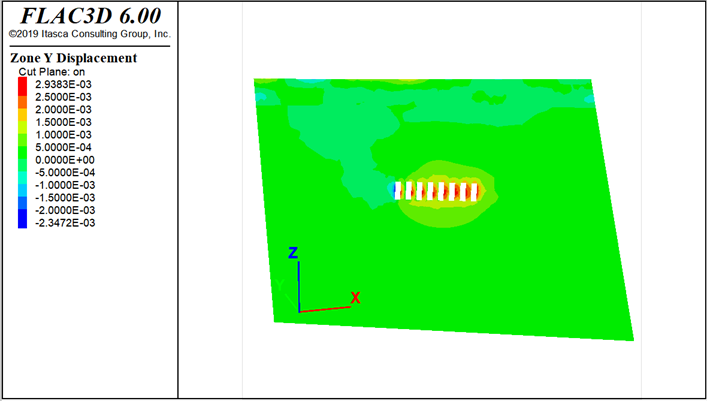 FLAC3D 6.00
©2019 Itasca Consulting Group, Inc.
Zone Y Displacement
Cut Plane: on
2.9383E-03
2.5000E-03
2.0000E-03
1.5000E-03
1.0000E-03
5.0000E-04
0.0000E+00
-5.0000E-04
-1.0000E-03
-1.5000E-03
-2.0000E-03
-2.3472E-03
Z
Y
X